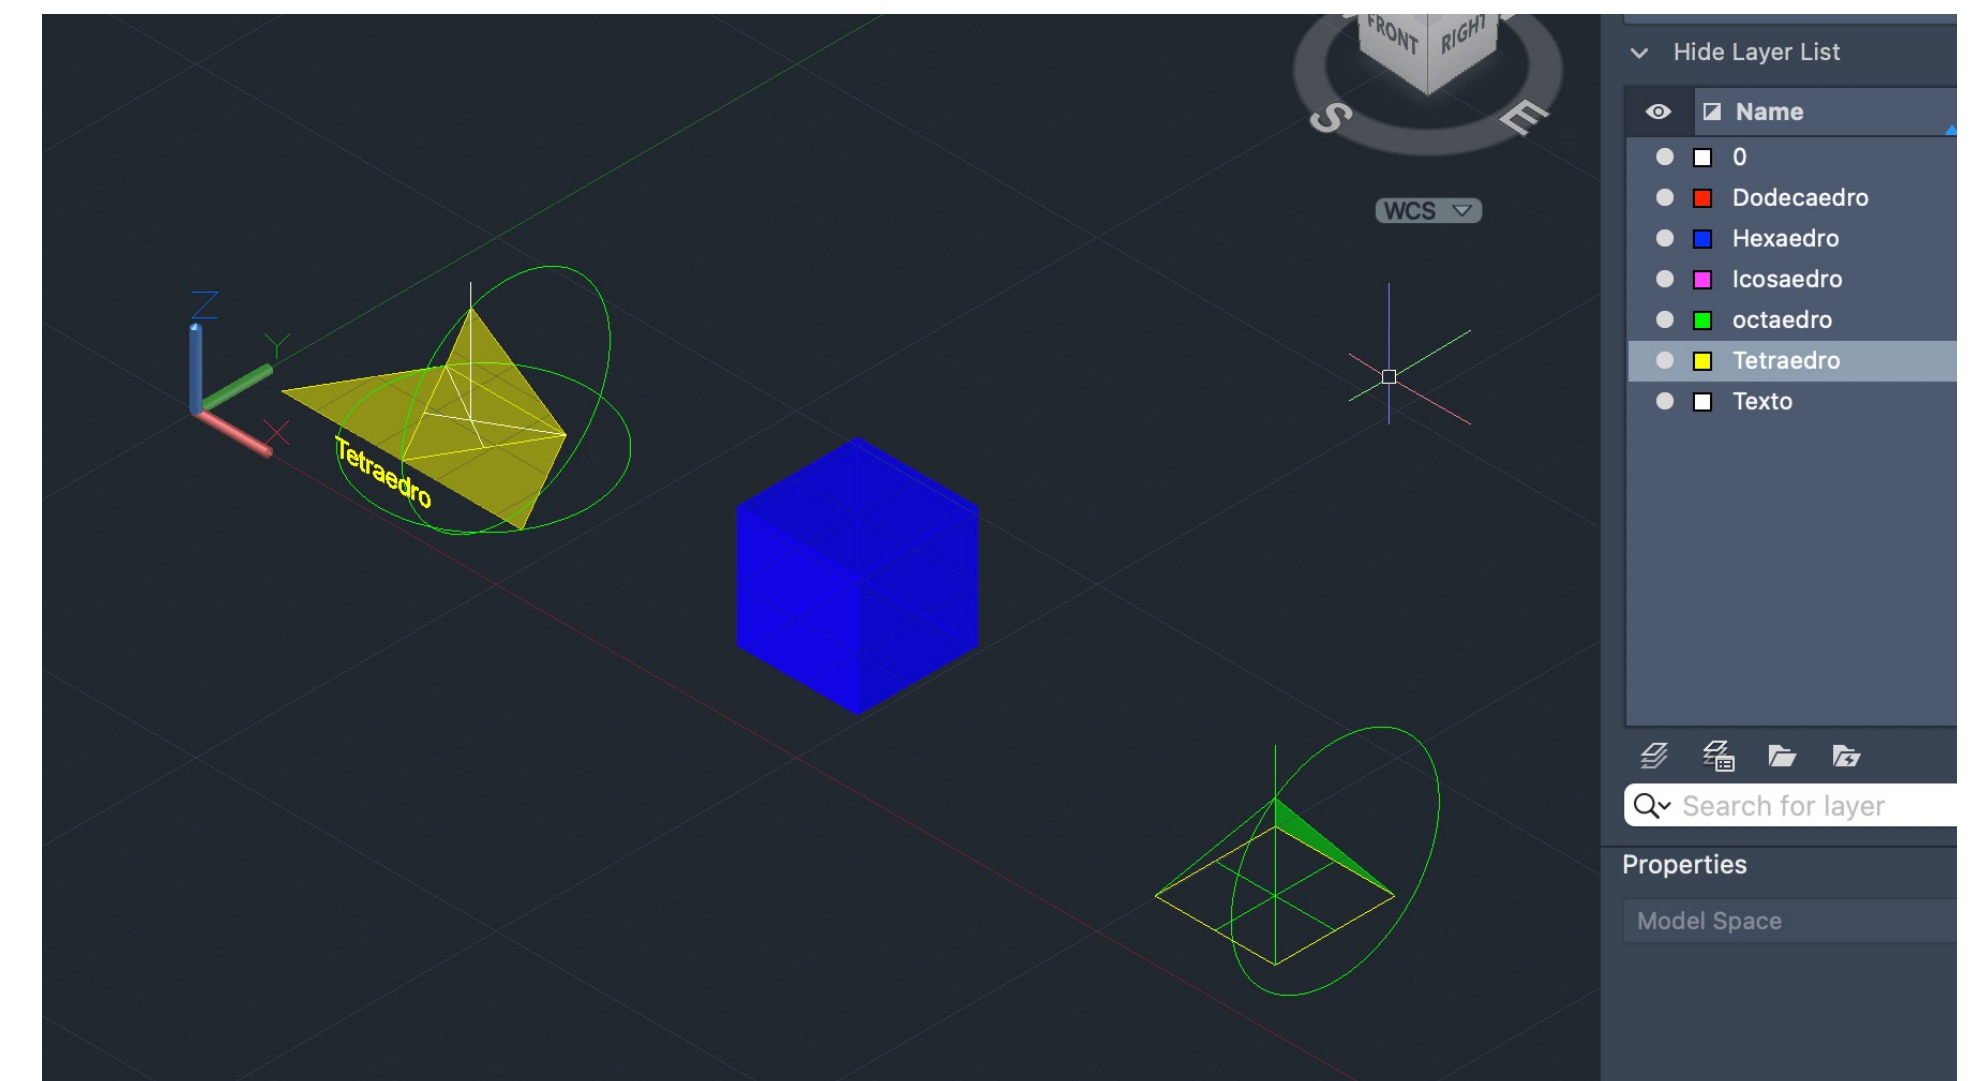 FRONT
RIGHT
S
E
WCS
Z
Y
X
Tetraedro
Hide Layer List
Name
0
Dodecaedro
Hexaedro
Icosaedro
octaedro
Tetraedro
Texto
Search for layer
Properties
Model Space